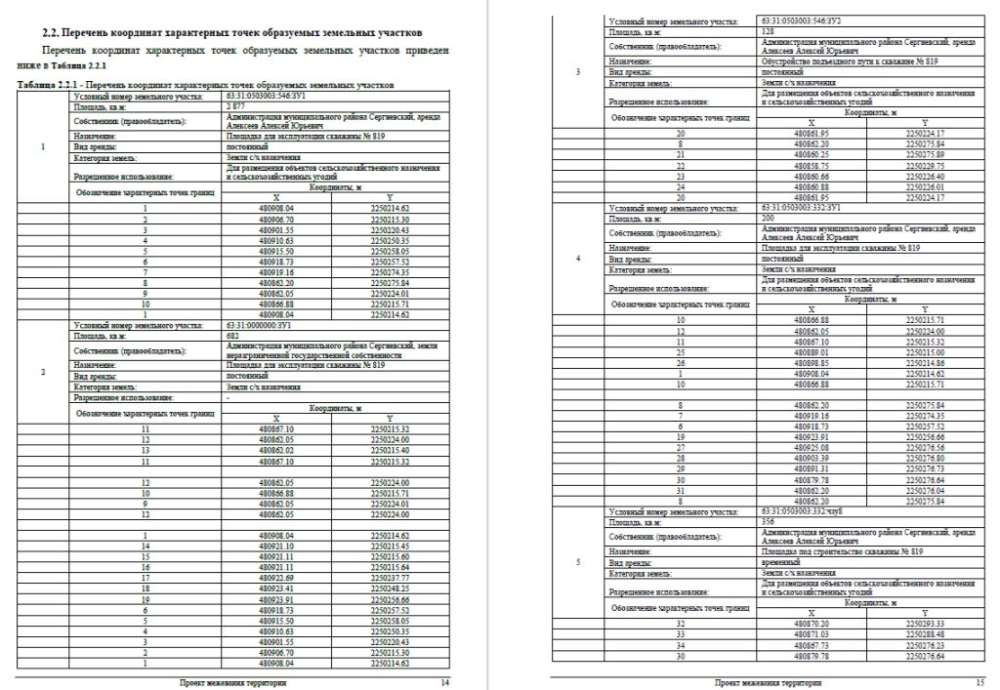 2.2. Перечень координат характерных точек образуемых земельных участков
Перечень координат характерных точек образуемых земельных участков приведен
ниже в Таблица 2.2.1
Таблица 2.2.1 - Перечень координат характерных точек образуемых земельных участков
1
Условный номер земельного участка: 63:31:0503003:546:ЗУ1
Площадь, кв.м: 2 877
Собственник (правообладатель): Администрация муниципального района Сергиевский, аренда
Алексеев Алексей Юрьевич
Назначение: Площадка для эксплуатации скважины № 819
Вид аренды: постоянный
Категория земель: Земли с/х назначения
Разрешенное использование: Для размещения объектов сельскохозяйственного назначения
и сельскохозяйственных угодий
Обозначение характерных точек границ Координаты, м
X Y
1 480908.04 2250214.62
2 480906.70 2250215.30
3 480901.55 2250220.43
4 480910.63 2250250.35
5 480915.50 2250258.05
6 480918.73 2250257.52
7 480919.16 2250274.35
8 480862.20 2250275.84
9 480862.05 2250224.01
10 480866.88 2250215.71
1 480908.04 2250214.62
2
Условный номер земельного участка: 63:31:0000000:ЗУ1
Площадь, кв.м: 682
Собственник (правообладатель): Администрация муниципального района Сергиевский, земли
неразграниченной государственной собственности
Назначение: Площадка для эксплуатации скважины № 819
Вид аренды: постоянный
Категория земель: Земли с/х назначения
Разрешенное использование: -
Обозначение характерных точек границ Координаты, м
X Y
11 480867.10 2250215.32
12 480862.05 2250224.00
13 480862.02 2250215.40
11 480867.10 2250215.32
12 480862.05 2250224.00
10 480866.88 2250215.71
9 480862.05 2250224.01
12 480862.05 2250224.00
1 480908.04 2250214.62
14 480921.10 2250215.45
15 480921.11 2250215.60
16 480921.11 2250215.64
17 480922.69 2250237.77
18 480923.41 2250248.25
19 480923.91 2250256.66
6 480918.73 2250257.52
5 480915.50 2250258.05
4 480910.63 2250250.35
3 480901.55 2250220.43
2 480906.70 2250215.30
1 480908.04 2250214.62
Проект межевания территории 14
3
Условный номер земельного участка: 63:31:0503003:546:ЗУ2
Площадь, кв.м: 128
Собственник (правообладатель): Администрация муниципального района Сергиевский, аренда
Алексеев Алексей Юрьевич
Назначение: Обустройство подъездного пути к скважине № 819
Вид аренды: постоянный
Категория земель: Земли с/х назначения
Разрешенное использование: Для размещения объектов сельскохозяйственного назначения
и сельскохозяйственных угодий
Обозначение характерных точек границ Координаты, м
X Y
20 480861.95 2250224.17
8 480862.20 2250275.84
21 480860.25 2250275.89
22 480858.75 2250229.75
23 480860.66 2250226.40
24 480860.88 2250226.01
20 480861.95 2250224.17
4
Условный номер земельного участка: 63:31:0503003:332:ЗУ1
Площадь, кв.м: 200
Собственник (правообладатель): Администрация муниципального района Сергиевский, аренда
Алексеев Алексей Юрьевич
Назначение: Площадка для эксплуатации скважины № 819
Вид аренды: постоянный
Категория земель: Земли с/х назначения
Разрешенное использование: Для размещения объектов сельскохозяйственного назначения
и сельскохозяйственных угодий
Обозначение характерных точек границ Координаты, м
X Y
10 480866.88 2250215.71
12 480862.05 2250224.00
11 480867.10 2250215.32
25 480889.01 2250215.00
26 480898.85 2250214.86
1 480908.04 2250214.62
10 480866.88 2250215.71
8 480862.20 2250275.84
7 480919.16 2250274.35
6 480918.73 2250257.52
19 480923.91 2250256.66
27 480925.08 2250276.56
28 480903.39 2250276.80
29 480891.31 2250276.73
30 480879.78 2250276.64
31 480862.20 2250276.04
8 480862.20 2250275.84
5
Условный номер земельного участка: 63:31:0503003:332:чзу8
Площадь, кв.м: 356
Собственник (правообладатель): Администрация муниципального района Сергиевский, аренда
Алексеев Алексей Юрьевич
Назначение: Площадка под строительство скважины № 819
Вид аренды: временный
Категория земель: Земли с/х назначения
Разрешенное использование: Для размещения объектов сельскохозяйственного назначения
и сельскохозяйственных угодий
Обозначение характерных точек границ Координаты, м
X Y
32 480870.20 2250293.33
33 480871.03 2250288.48
34 480867.73 2250276.23
30 480879.78 2250276.64
Проект межевания территории 15